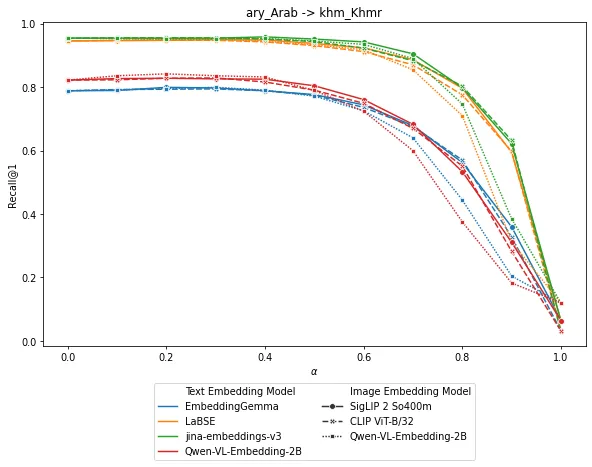 ary_Arab -> khm_Khmr
1.0
0.8
0.6
0.4
0.2
0.0
Recall@1
0.0 0.2 0.4 0.6 0.8 1.0
α
Text Embedding Model
EmbeddingGemma
LaBSE
jina-embeddings-v3
Qwen-VL-Embedding-2B
Image Embedding Model
SigLIP 2 So400m
CLIP ViT-B/32
Qwen-VL-Embedding-2B